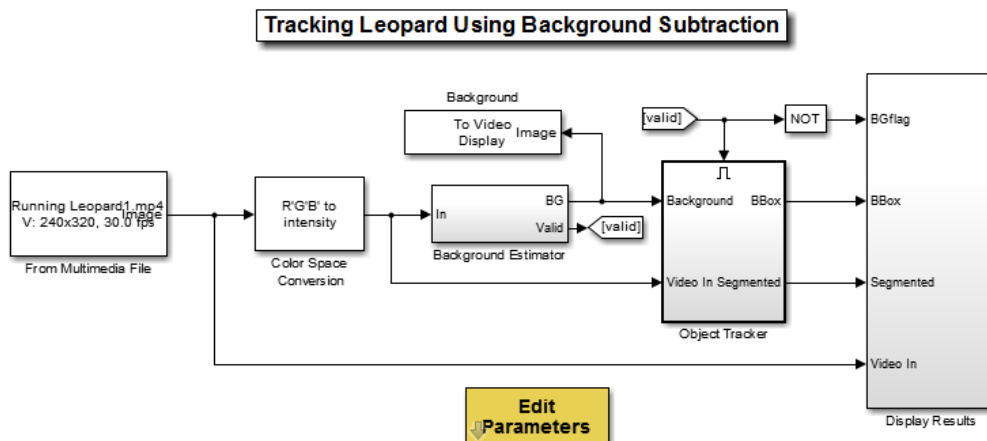 Tracking Leopard Using Background Subtraction
Background
To Video
Display
Image
[valid]
NOT
BGflag
Running Leopard1.mp4
V: 240x320, 30.0 fps
Image
From Multimedia File
R'G'B' to
intensity
Color Space
Conversion
In
BG
Valid
Background Estimator
[valid]
Background
BBox
Video In
Segmented
Object Tracker
BBox
Segmented
Video In
Display Results
Edit
Parameters